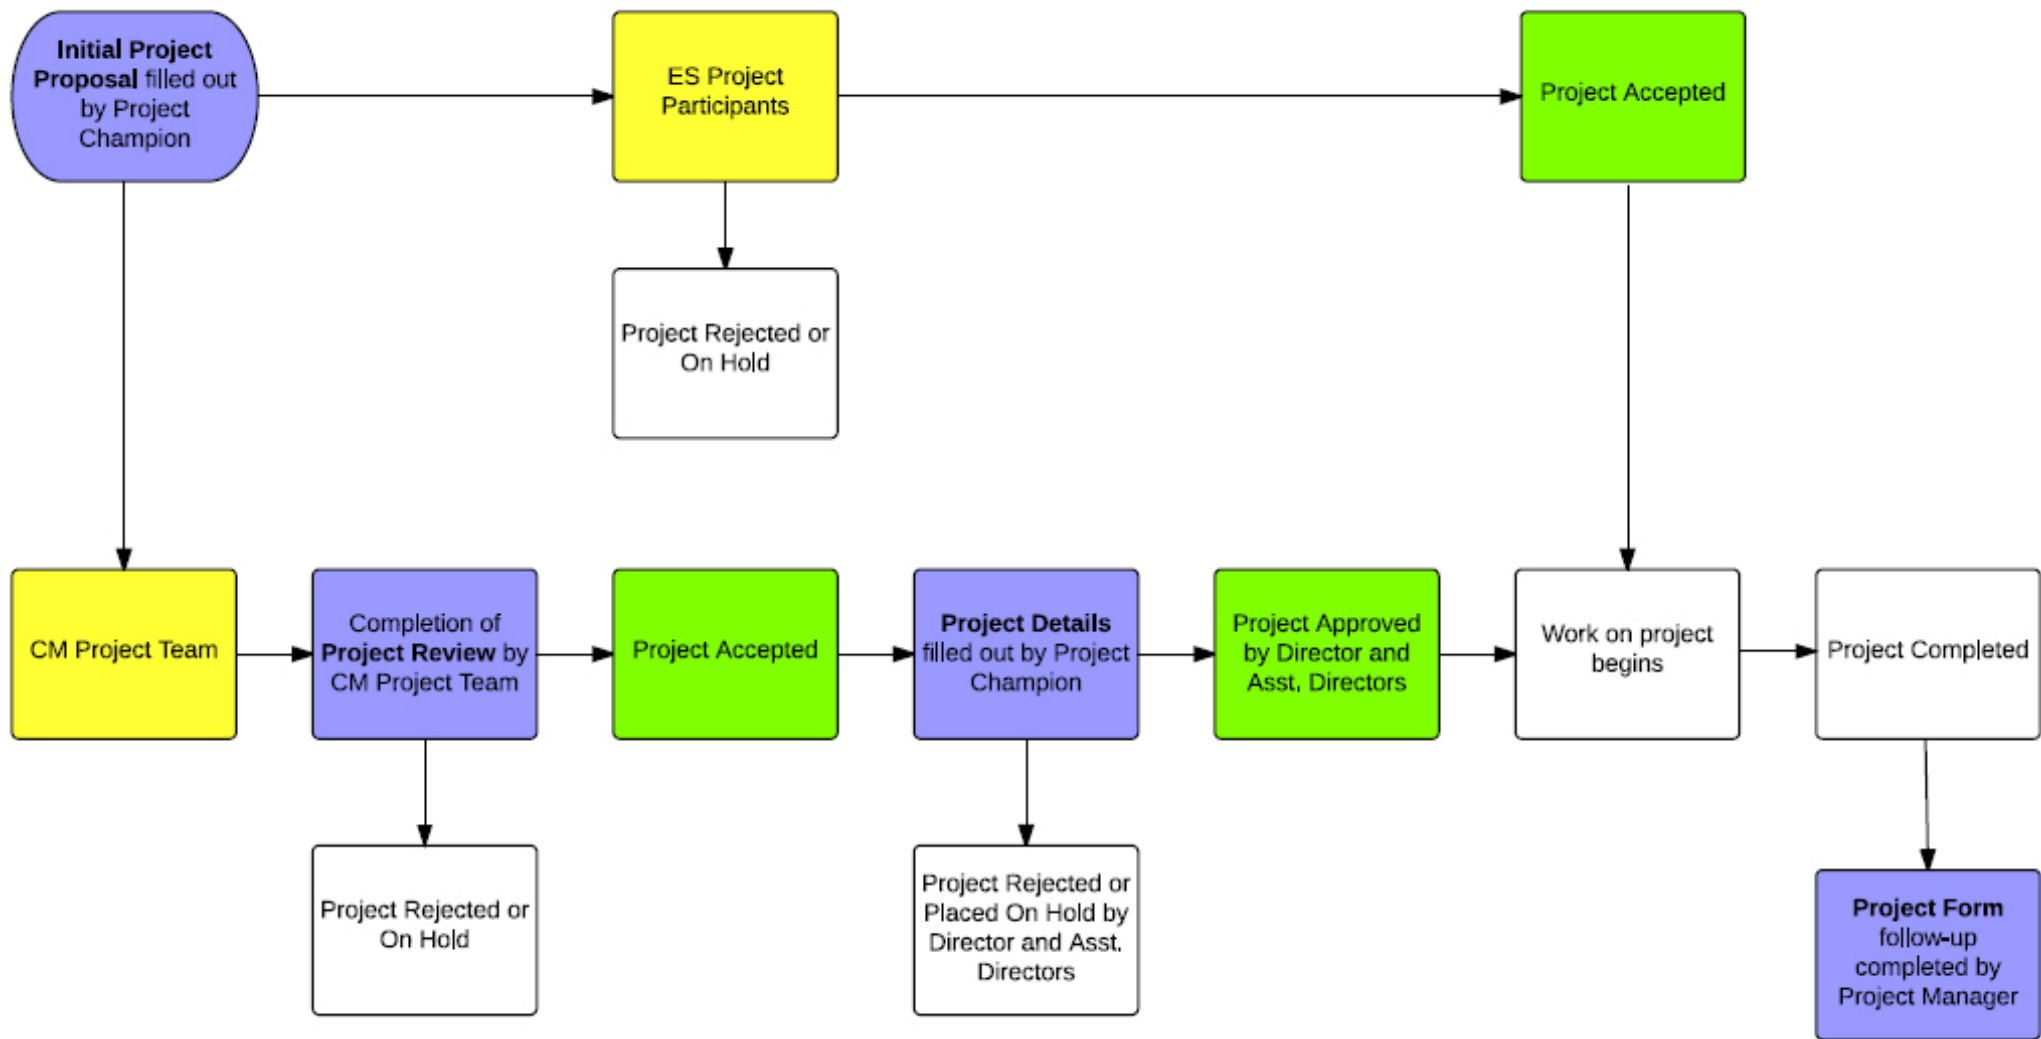 Initial Project
Proposal filled out
by Project
Champion
ES Project
Participants
Project Accepted
Project Rejected or
On Hold
CM Project Team
Completion of
Project Review by
CM Project Team
Project Accepted
Project Details
filled out by Project
Champion
Project Approved
by Director and
Asst. Directors
Work on project
begins
Project Completed
Project Rejected or
On Hold
Project Rejected or
Placed On Hold by
Director and Asst.
Directors
Project Form
follow-up
completed by
Project Manager